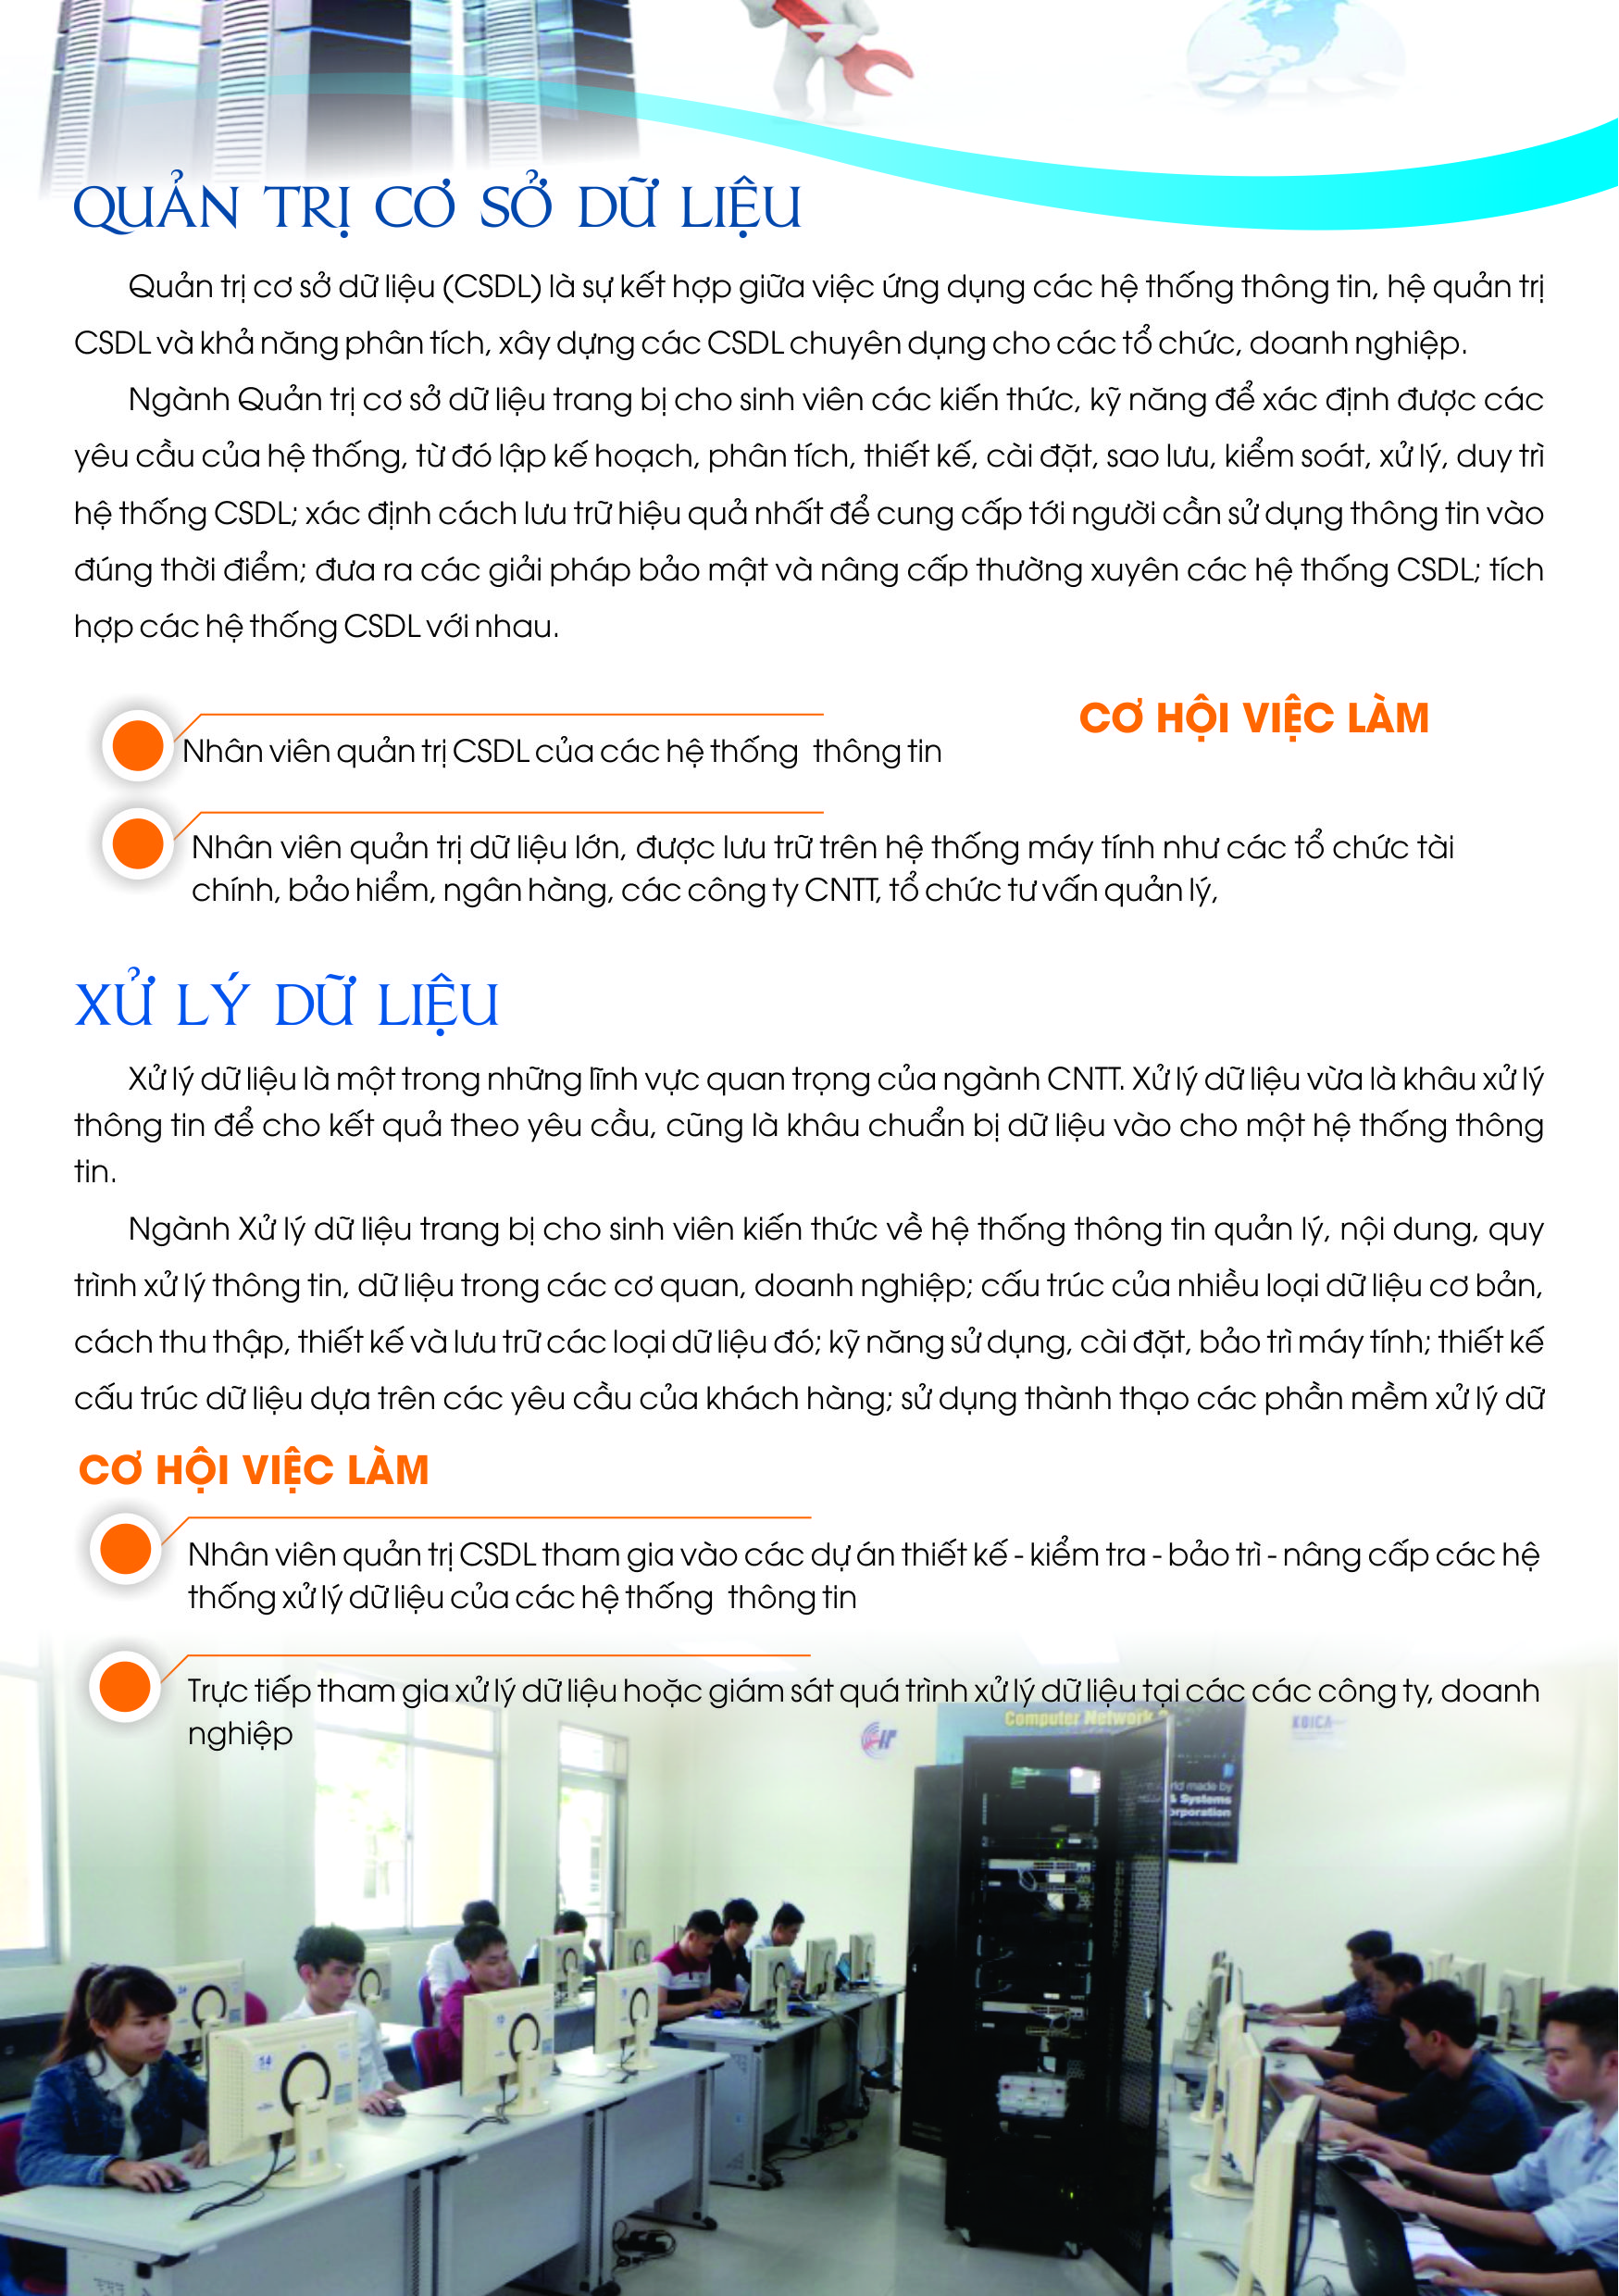 QUẢN TRỊ CƠ SỞ DỮ LIỆU
Quản trị cơ sở dữ liệu (CSDL) là sự kết hợp giữa việc ứng dụng các hệ thống thông tin, hệ quản trị
CSDL và khả năng phân tích, xây dựng các CSDL chuyên dụng cho các tổ chức, doanh nghiệp.
Ngành Quản trị cơ sở dữ liệu trang bị cho sinh viên các kiến thức, kỹ năng để xác định được các
yêu cầu của hệ thống, từ đó lập kế hoạch, phân tích, thiết kế, cài đặt, sao lưu, kiểm soát, xử lý, duy trì
hệ thống CSDL; xác định cách lưu trữ hiệu quả nhất để cung cấp tới người cần sử dụng thông tin vào
đúng thời điểm; đưa ra các giải pháp bảo mật và nâng cấp thường xuyên các hệ thống CSDL; tích
hợp các hệ thống CSDL với nhau.
CƠ HỘI VIỆC LÀM
Nhân viên quản trị CSDL của các hệ thống thông tin
Nhân viên quản trị dữ liệu lớn, được lưu trữ trên hệ thống máy tính như các tổ chức tài
chính, bảo hiểm, ngân hàng, các công ty CNTT, tổ chức tư vấn quản lý,
XỬ LÝ DỮ LIỆU
Xử lý dữ liệu là một trong những lĩnh vực quan trọng của ngành CNTT. Xử lý dữ liệu vừa là khâu xử lý
thông tin để cho kết quả theo yêu cầu, cũng là khâu chuẩn bị dữ liệu vào cho một hệ thống thông
tin.
Ngành Xử lý dữ liệu trang bị cho sinh viên kiến thức về hệ thống thông tin quản lý, nội dung, quy
trình xử lý thông tin, dữ liệu trong các cơ quan, doanh nghiệp; cấu trúc của nhiều loại dữ liệu cơ bản,
cách thu thập, thiết kế và lưu trữ các loại dữ liệu đó; kỹ năng sử dụng, cài đặt, bảo trì máy tính; thiết kế
cấu trúc dữ liệu dựa trên các yêu cầu của khách hàng; sử dụng thành thạo các phần mềm xử lý dữ
CƠ HỘI VIỆC LÀM
Nhân viên quản trị CSDL tham gia vào các dự án thiết kế - kiểm tra - bảo trì - nâng cấp các hệ
thống xử lý dữ liệu của các hệ thống thông tin
Trực tiếp tham gia xử lý dữ liệu hoặc giám sát quá trình xử lý dữ liệu tại các các công ty, doanh
nghiệp
Computer Network
KOICA
made by
& Systems
14